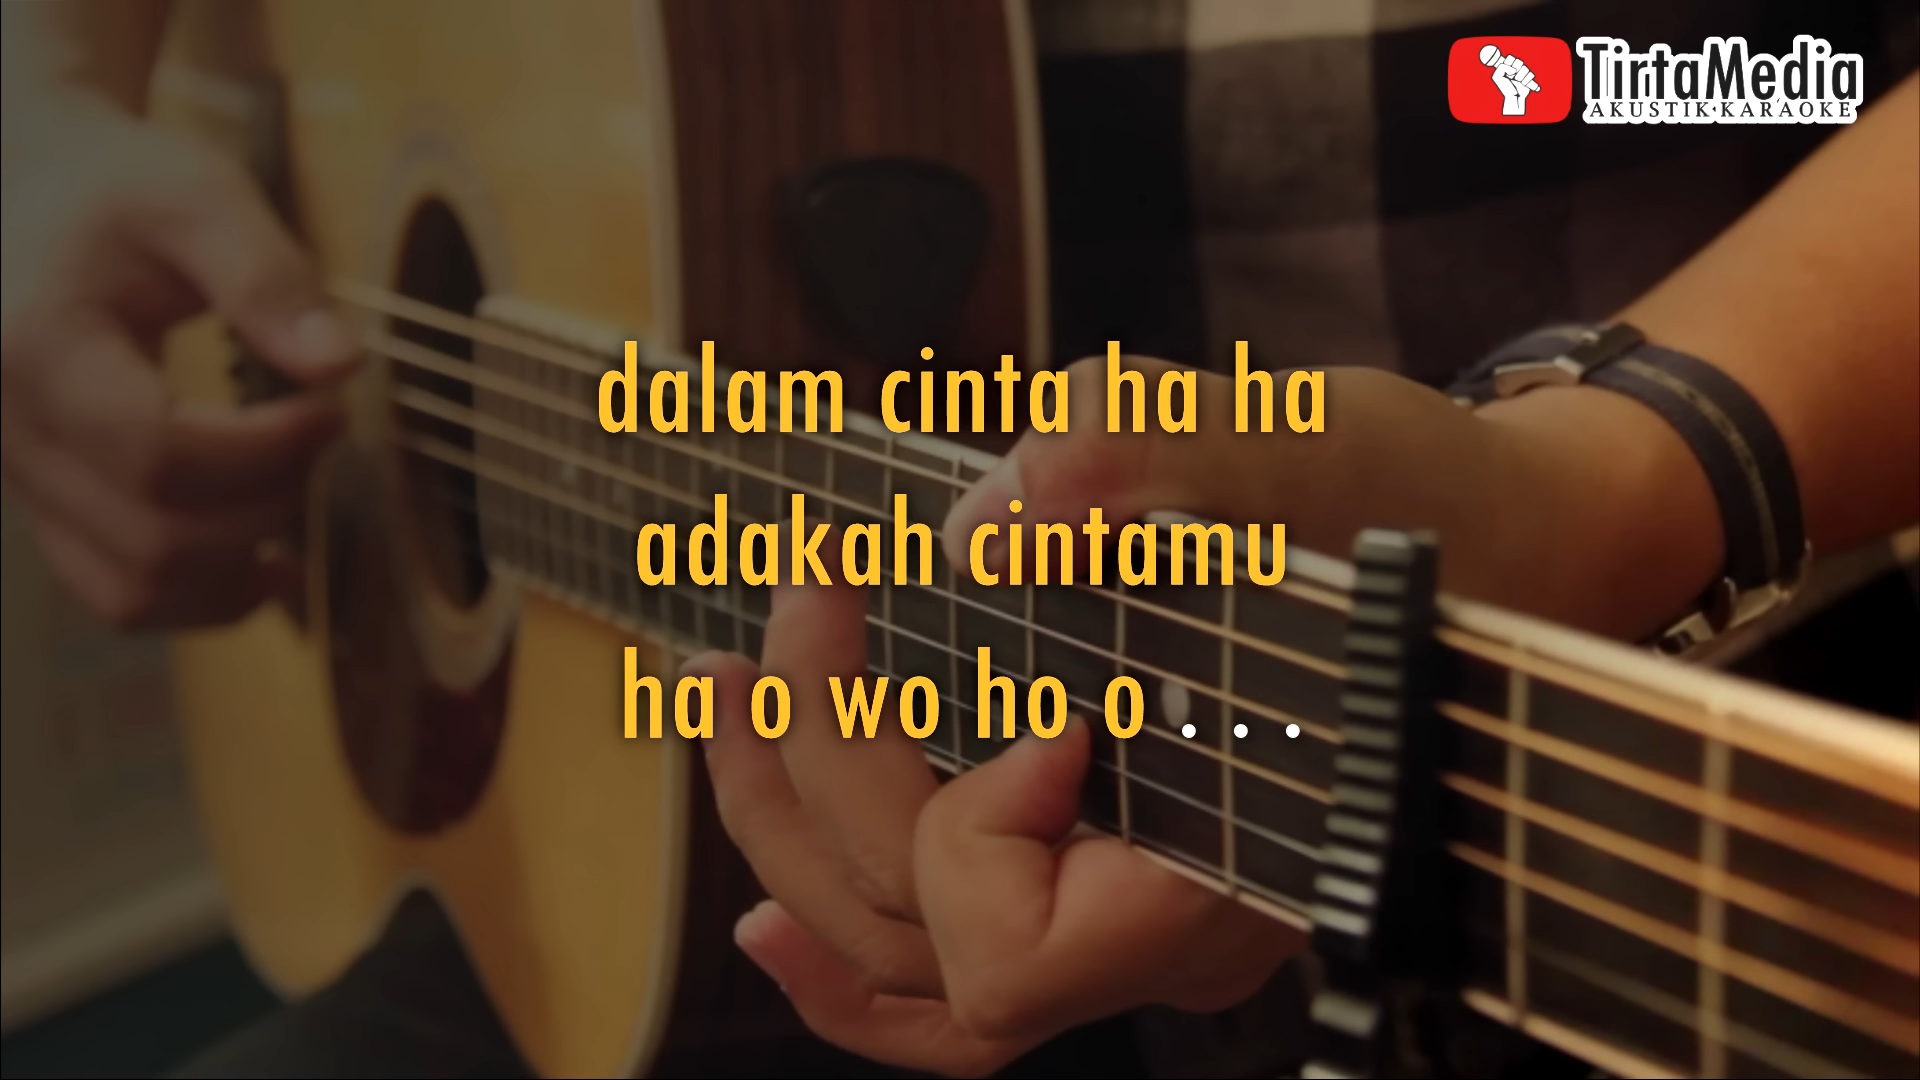 TirtaMedia
AKUSTIK KARAOKE
dalam cinta ha ha
adakah cintamu
ha o wo ho o . . .